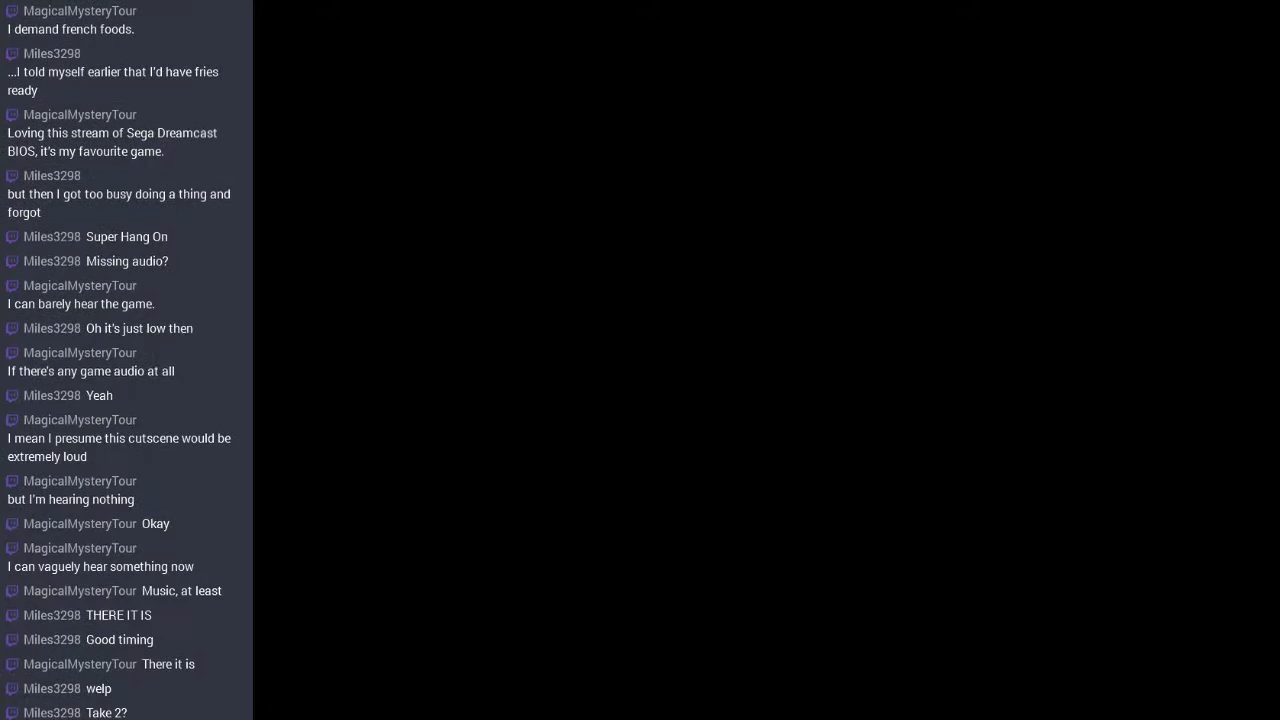 MagicalMysteryTour
I demand french foods.
Miles3298
...I told myself earlier that I'd have fries
ready
MagicalMysteryTour
Loving this stream of Sega Dreamcast
BIOS, it's my favourite game.
Miles3298
but then I got too busy doing a thing and
forgot
Miles3298 Super Hang On
Miles3298 Missing audio?
MagicalMysteryTour
I can barely hear the game.
Miles3298 Oh it's just low then
MagicalMysteryTour
If there's any game audio at all
Miles3298 Yeah
MagicalMysteryTour
I mean I presume this cutscene would be
extremely loud
MagicalMysteryTour
but I'm hearing nothing
MagicalMysteryTour Okay
MagicalMysteryTour
I can vaguely hear something now
MagicalMysteryTour Music, at least
Miles3298 THERE IT IS
Miles3298 Good timing
MagicalMysteryTour There it is
Miles3298 welp
Miles3298 Take 2?